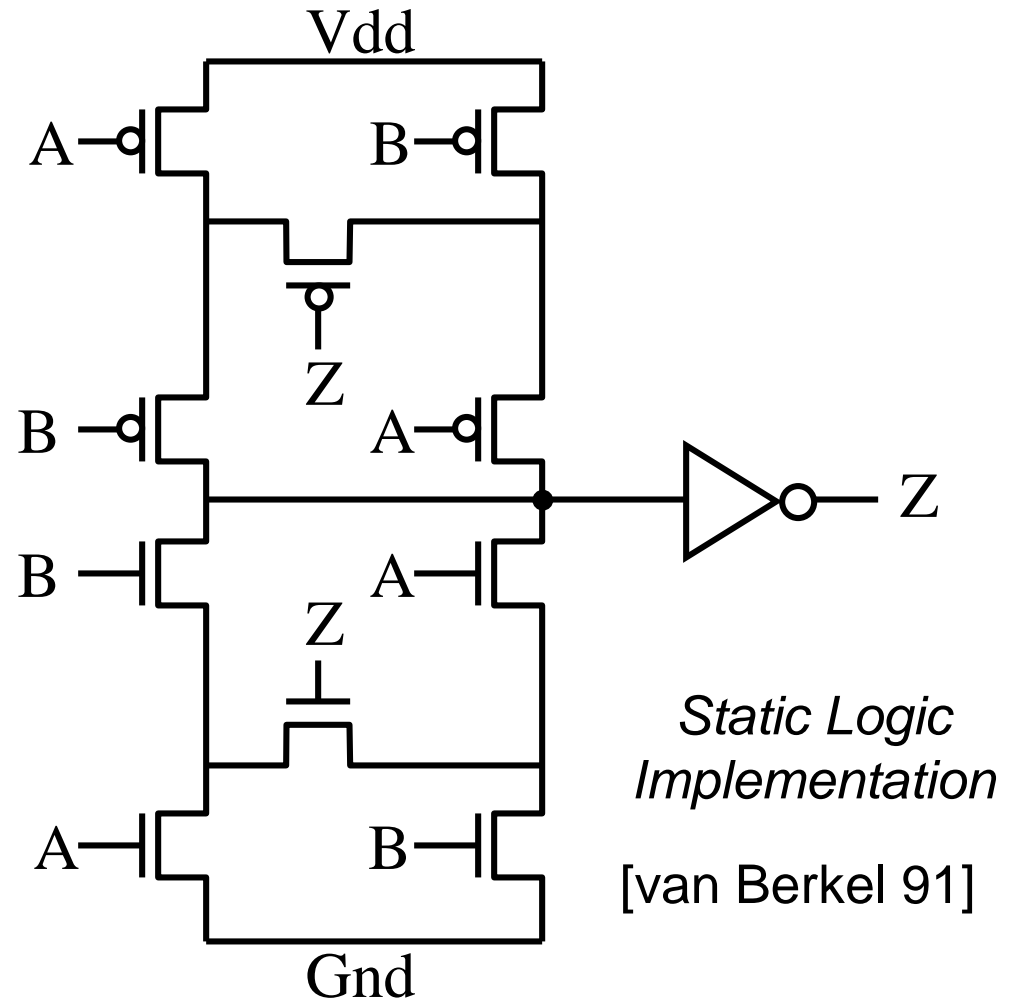 Vdd
A
B
Z
B
A
Z
B
A
Z
Static Logic
Implementation
A
B
[van Berkel 91]
Gnd